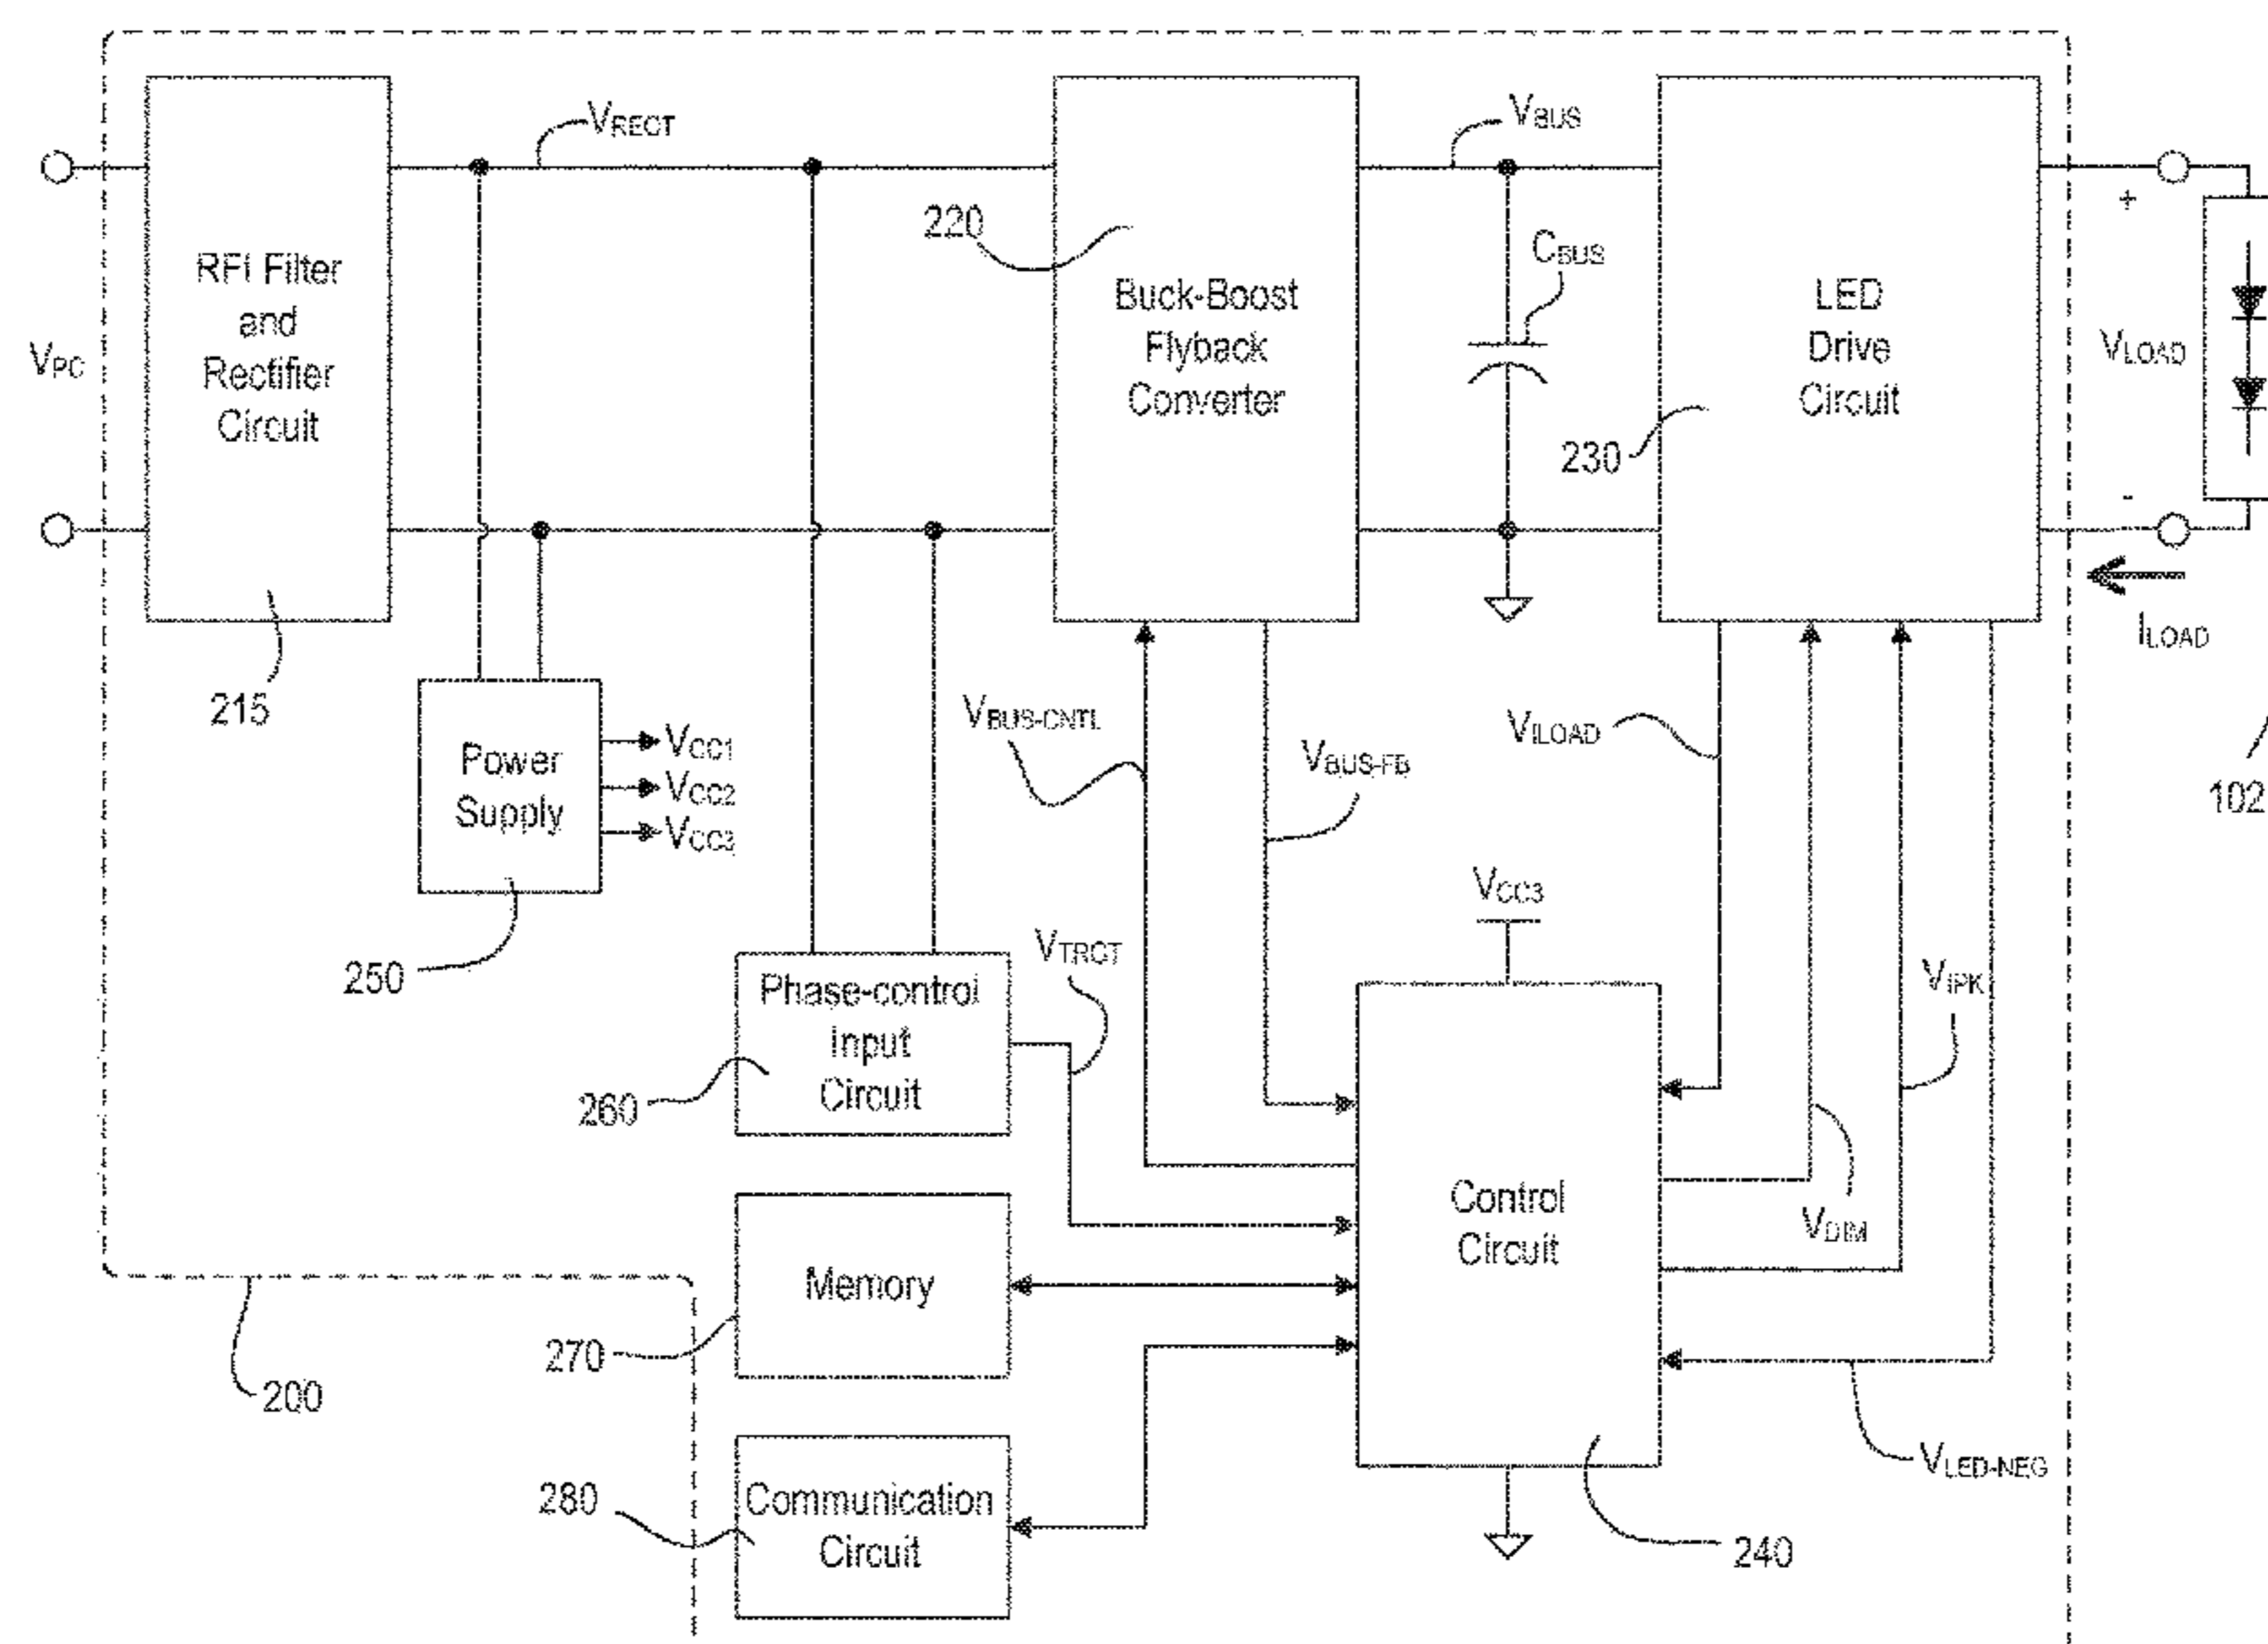 VRECT
VBUS
220
CBUS
RFI Filter
and
Rectifier
Circuit
Buck-Boost
Flyback
Converter
LED
Drive
Circuit
VPC
+
VLOAD
-
230
215
ILOAD
VBUS-CNTL
VBUS-FB
VILOAD
Power
Supply
VCC1
VCC2
VCC3
102
250
VCC3
VTRGT
VIPK
Phase-control
Input
Circuit
260
Control
Circuit
VDIM
Memory
270
200
VLED-NEG
280
Communication
Circuit
240